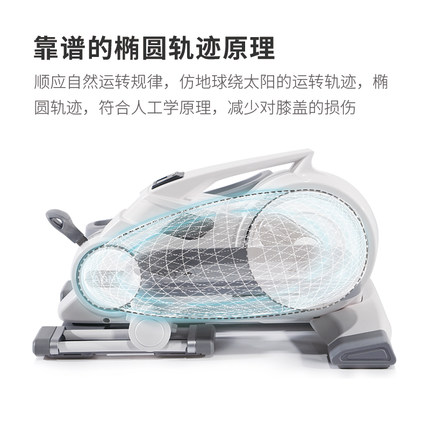 靠谱的椭圆轨迹原理
顺应自然运转规律，仿地球绕太阳的运转轨迹，椭
圆轨迹，符合人工学原理，减少对膝盖的损伤